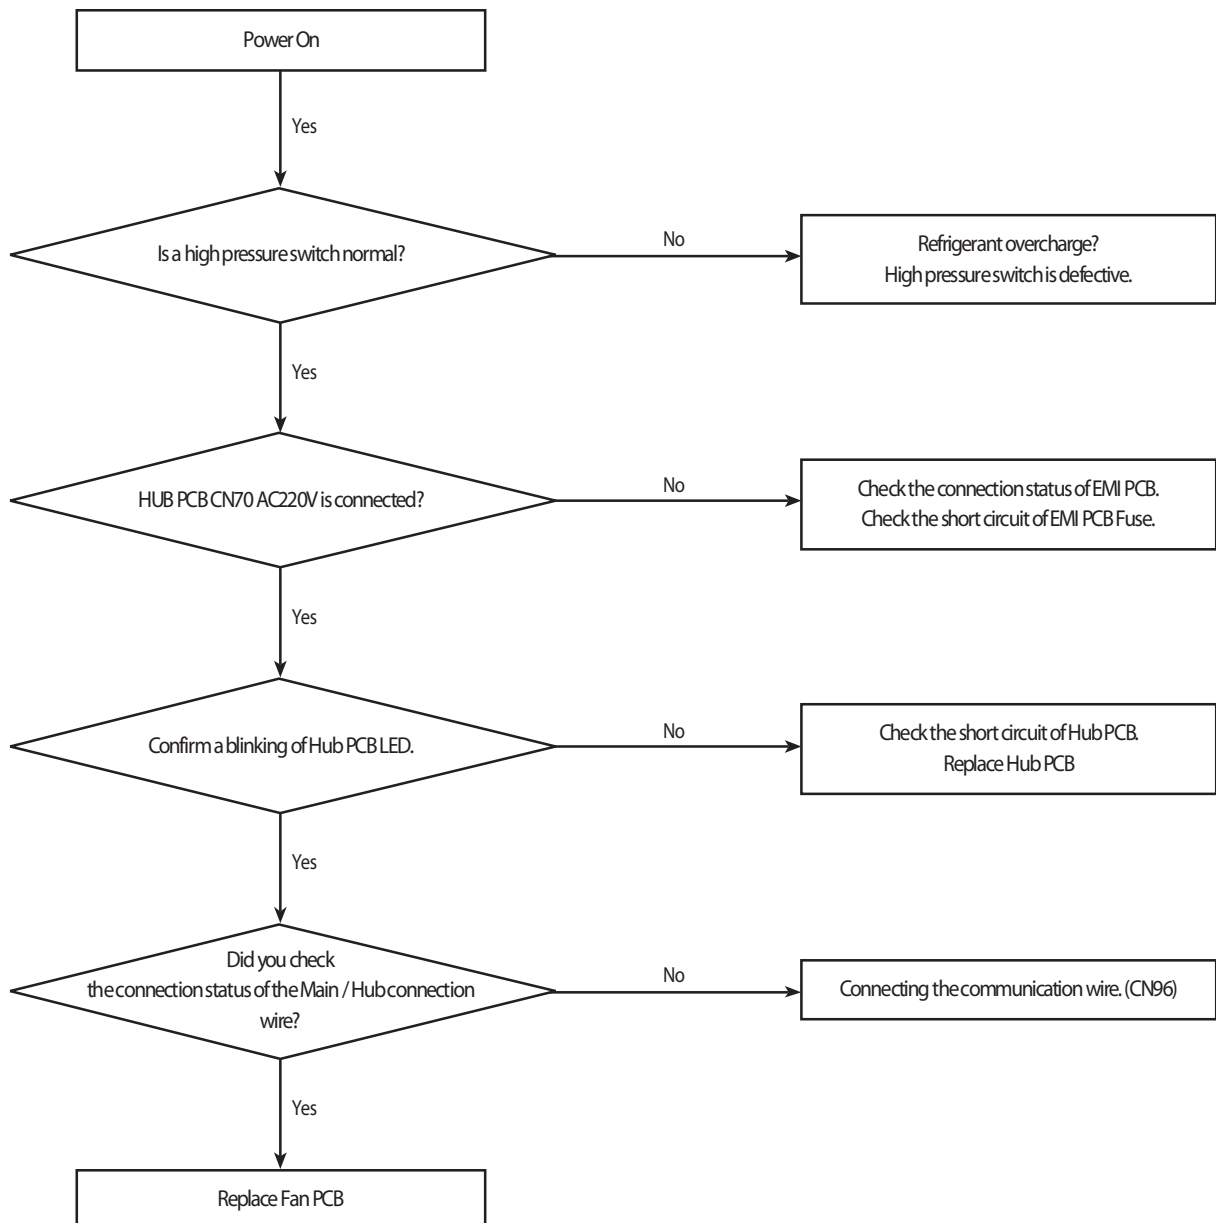 Power On
Yes
Is a high pressure switch normal?
No
Refrigerant overcharge?
High pressure switch is defective.
Yes
HUB PCB CN70 AC220V is connected?
No
Check the connection status of EMI PCB.
Check the short circuit of EMI PCB Fuse.
Yes
Confirm a blinking of Hub PCB LED.
No
Check the short circuit of Hub PCB.
Replace Hub PCB
Yes
Did you check
the connection status of the Main / Hub connection
wire?
No
Connecting the communication wire. (CN96)
Yes
Replace Fan PCB